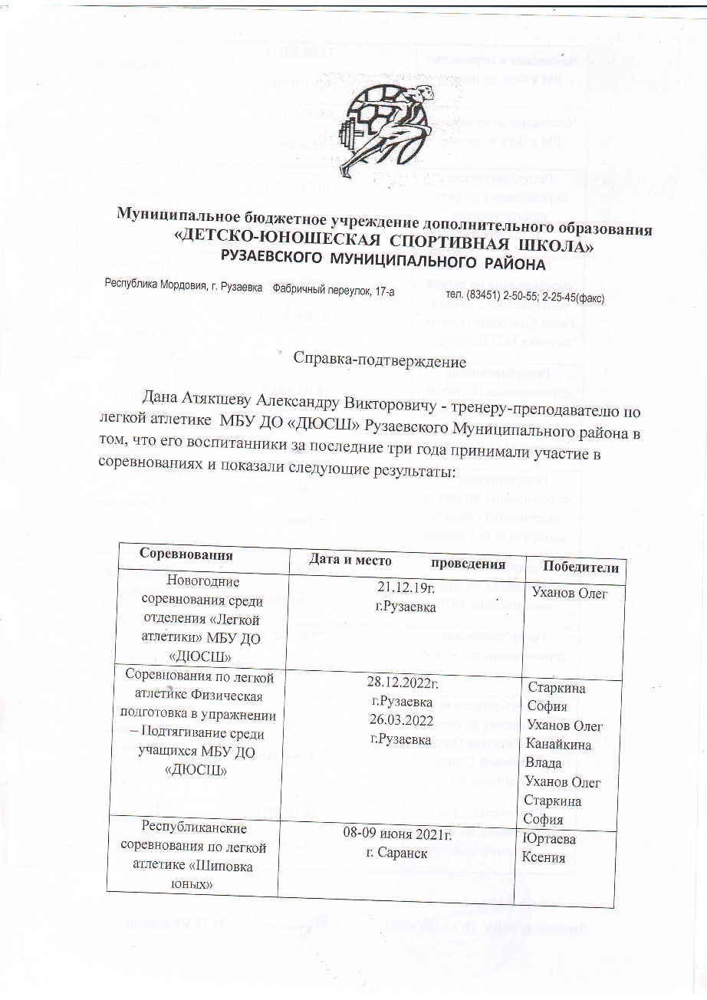 Муниципальное бюджетное учреждение дополнительного образования
«ДЕТСКО-ЮНОШЕСКАЯ СПОРТИВНАЯ ШКОЛА»
РУЗАЕВСКОГО МУНИЦИПАЛЬНОГО РАЙОНА
Республика Мордовия, г. Рузаевка Фабричный переулок, 17-а тел. (83451) 2-50-55; 2-25-45(факс)
Справка-подтверждение
Дана Атякшеву Александру Викторовичу - тренеру-преподавателю по
легкой атлетике МБУ ДО «ДЮСШ» Рузаевского Муниципального района в
том, что его воспитанники за последние три года принимали участие в
соревнованиях и показали следующие результаты:
Соревнования Дата и место проведения Победители
Новогодние
соревнования среди
отделения «Легкой
атлетики» МБУ ДО
«ДЮСШ»
21.12.19г.
г.Рузаевка
Уханов Олег
Соревнования по легкой
атлетике Физическая
подготовка в упражнении
– Подтягивание среди
учащихся МБУ ДО
«ДЮСШ»
28.12.2022г.
г.Рузаевка
26.03.2022
г.Рузаевка
Старкина
София
Уханов Олег
Канайкина
Влада
Уханов Олег
Старкина
София
Республиканские
соревнования по легкой
атлетике «Шиповка
юных»
08-09 июня 2021г.
г. Саранск
Юртаева
Ксения